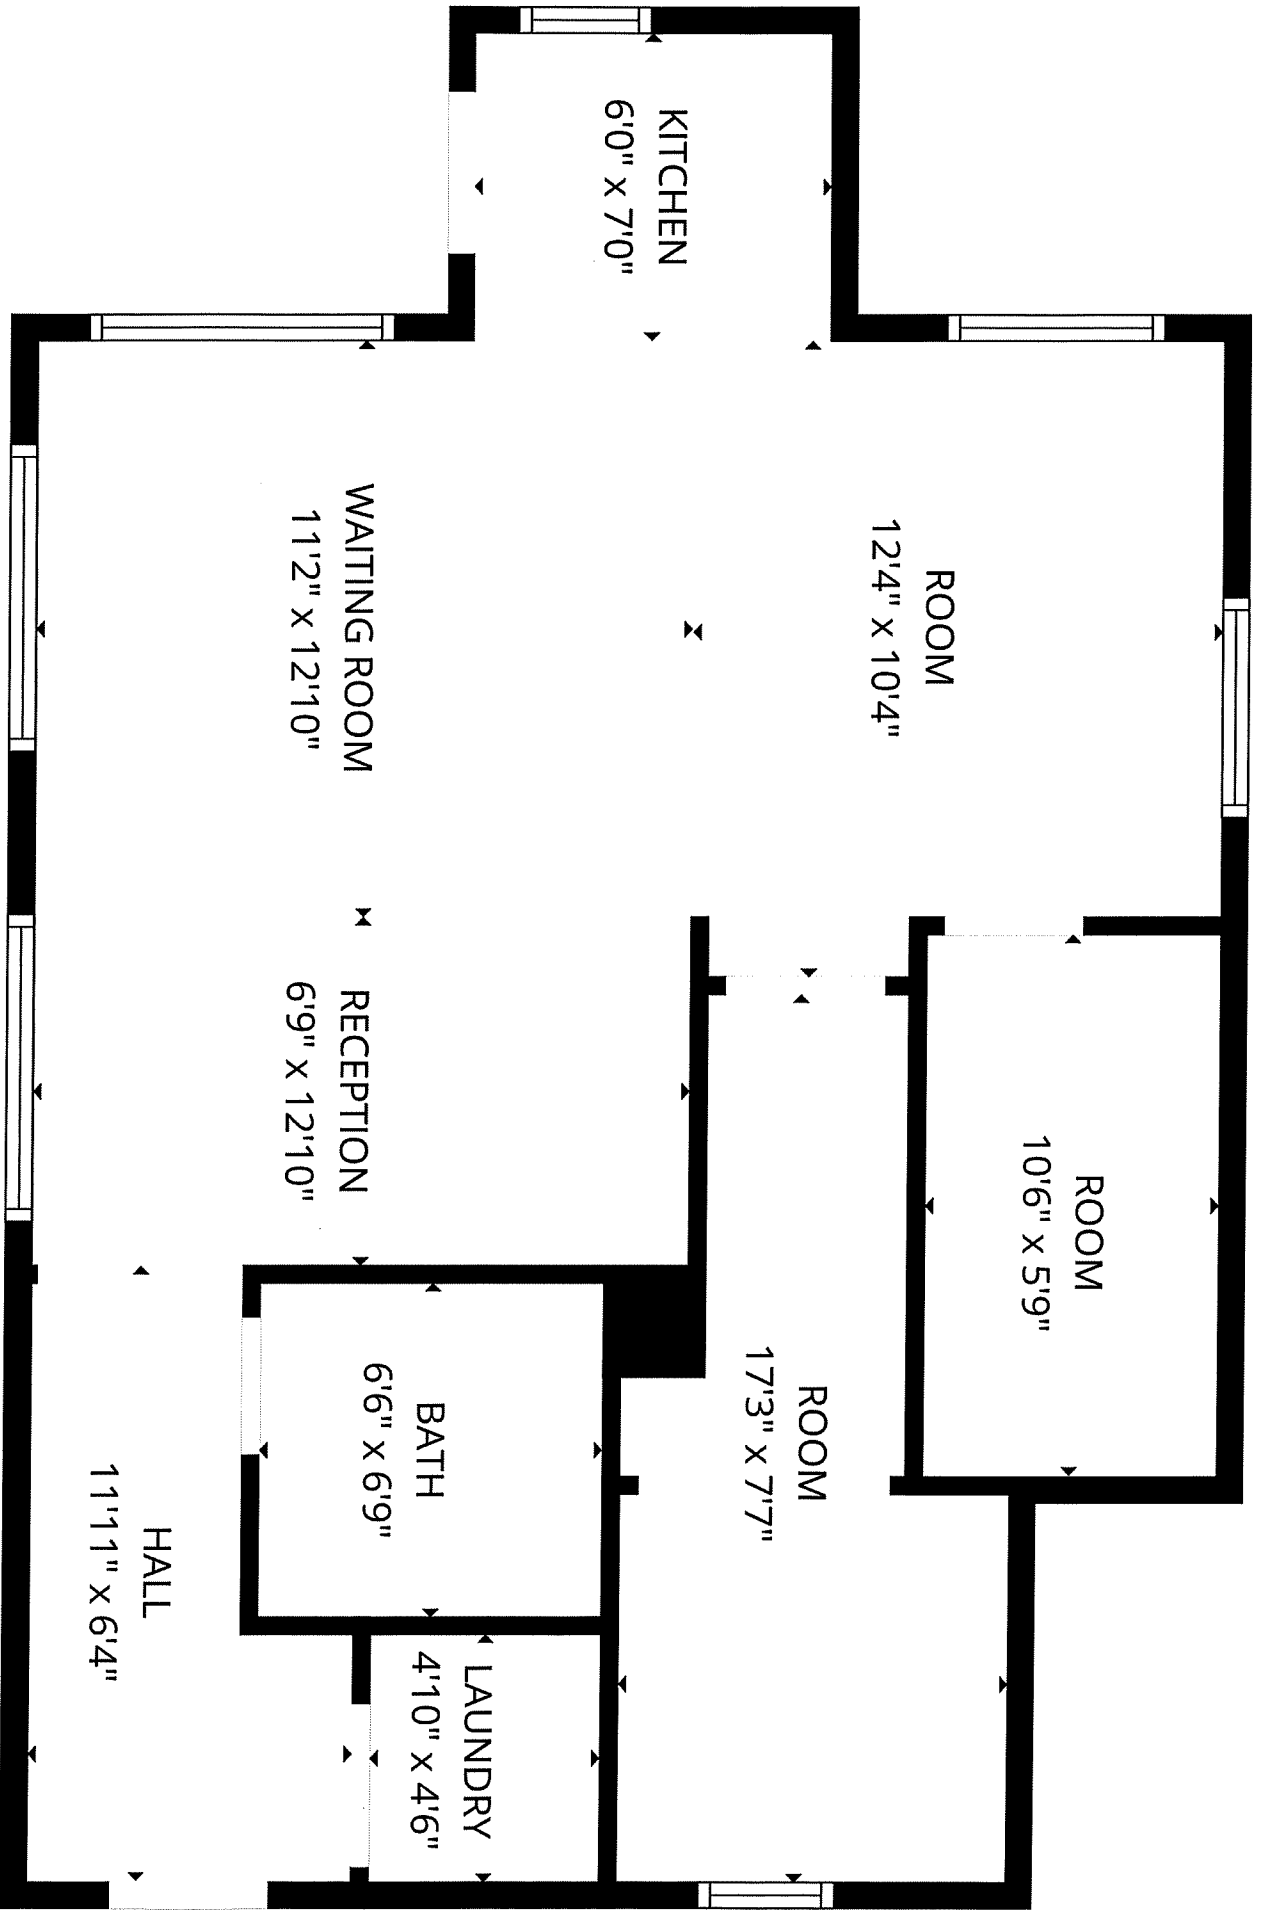 KITCHEN
6'0" x 7'0"
ROOM
12'4" x 10'4"
WAITING ROOM
11'2" x 12'10"
RECEPTION
6'9" x 12'10"
ROOM
10'6" x 5'9"
ROOM
17'3" x 7'7"
BATH
6'6" x 6'9"
HALL
11'11" x 6'4"
LAUNDRY
4'10" x 4'6"